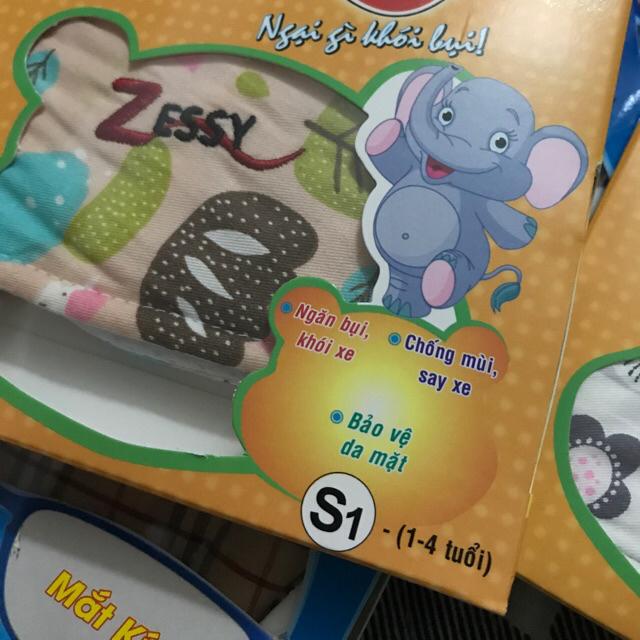 Ngại gì khói bụi!
ZESSY
Ngăn bụi,
khói xe
Chống mùi,
say xe
Bảo vệ
da mặt
S1 - (1-4 tuổi)
Mắt